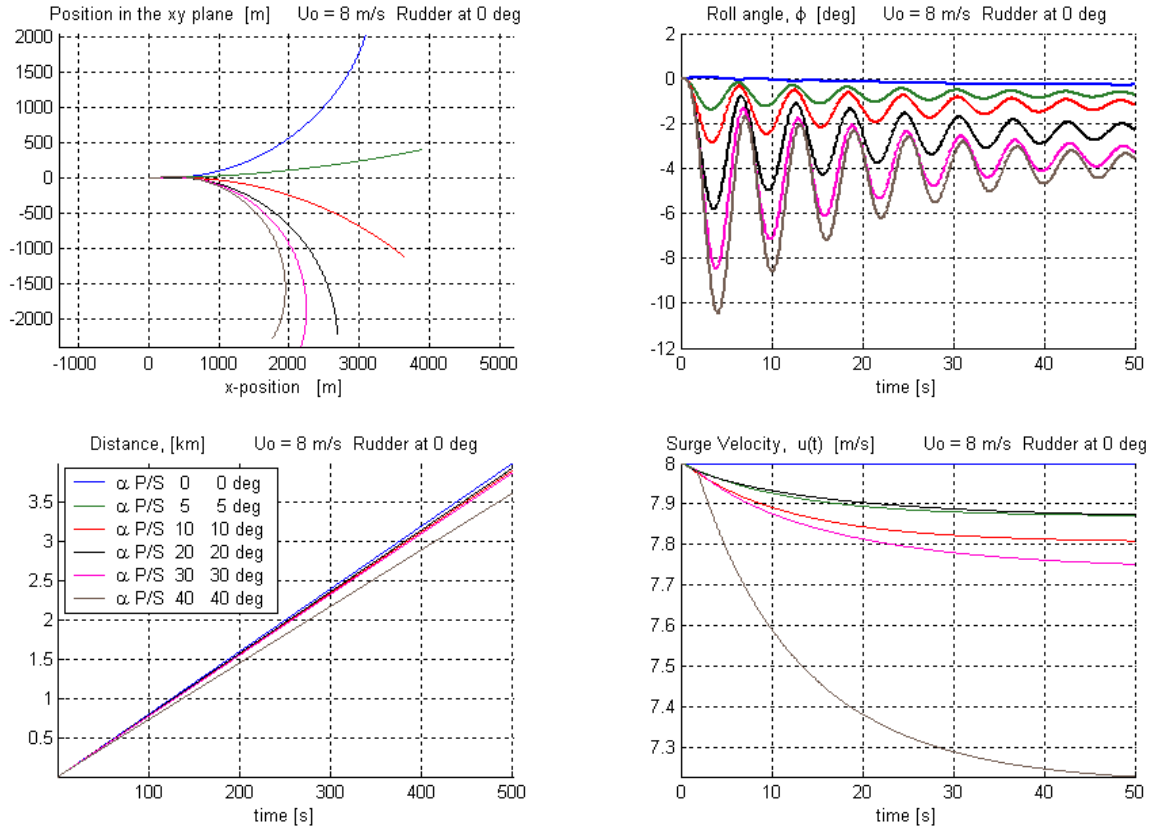 Position in the xy plane [m] Uo = 8 m/s Rudder at 0 deg
2000
1500
1000
500
0
-500
-1000
-1500
-2000
-1000 0 1000 2000 3000 4000 5000
x-position [m]
Roll angle, ϕ [deg] Uo = 8 m/s Rudder at 0 deg
2
0
-2
-4
-6
-8
-10
-12
0 10 20 30 40 50
time [s]
Distance, [km] Uo = 8 m/s Rudder at 0 deg
α P/S 0 0 deg
α P/S 5 5 deg
α P/S 10 10 deg
α P/S 20 20 deg
α P/S 30 30 deg
α P/S 40 40 deg
3.5
3
2.5
2
1.5
1
0.5
100 200 300 400 500
time [s]
Surge Velocity, u(t) [m/s] Uo = 8 m/s Rudder at 0 deg
8
7.9
7.8
7.7
7.6
7.5
7.4
7.3
0 10 20 30 40 50
time [s]